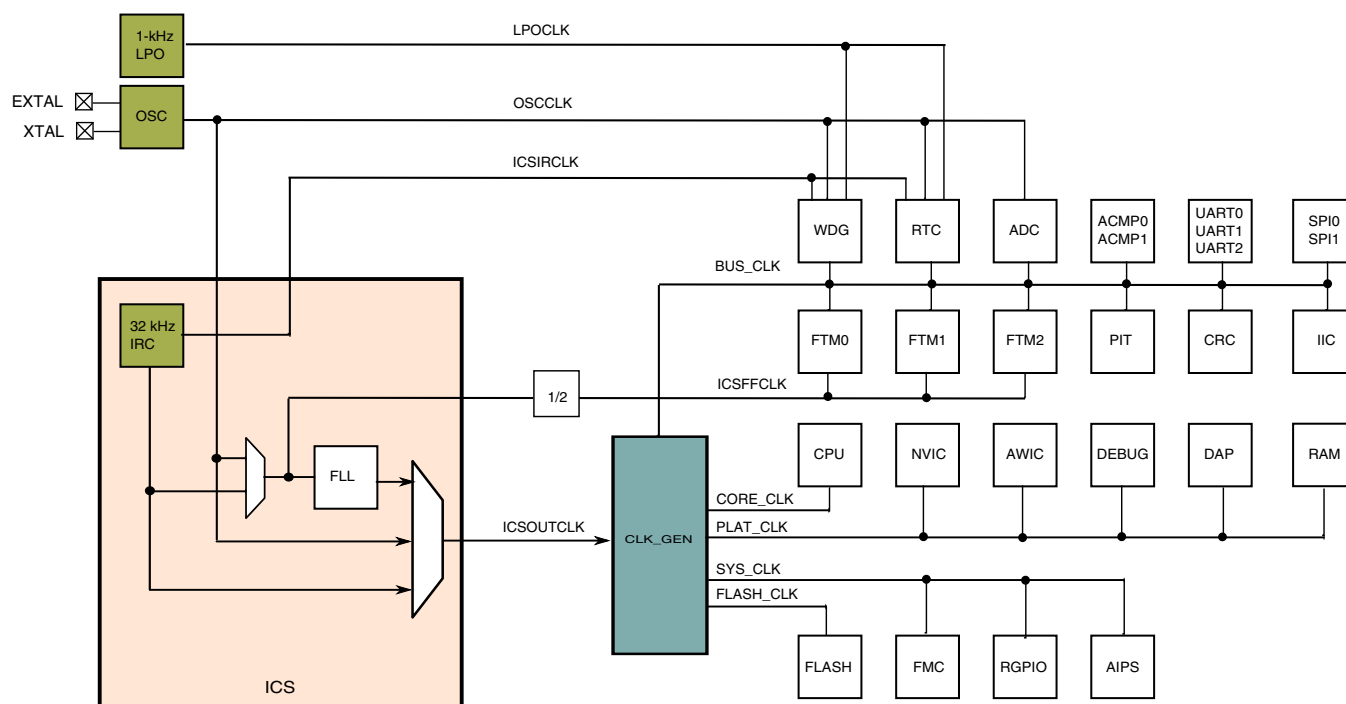 1-kHz
LPO
LPOCLK
EXTAL
XTAL
OSC
OSCCLK
ICSIRCLK
WDG
RTC
ADC
ACMP0
ACMP1
UART0
UART1
UART2
SPI0
SPI1
BUS_CLK
32 kHz
IRC
FTM0
FTM1
FTM2
PIT
CRC
IIC
ICSFFCLK
1/2
FLL
CPU
NVIC
AWIC
DEBUG
DAP
RAM
CORE_CLK
PLAT_CLK
ICSOUTCLK
CLK_GEN
SYS_CLK
FLASH_CLK
FLASH
FMC
RGPIO
AIPS
ICS